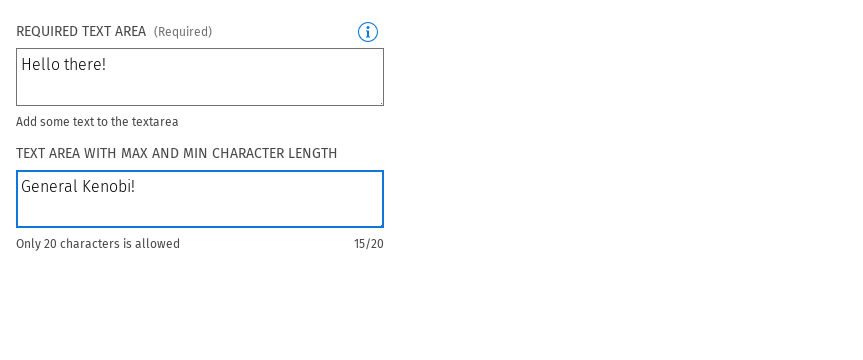 REQUIRED TEXT AREA (Required)
Hello there!
Add some text to the textarea
TEXT AREA WITH MAX AND MIN CHARACTER LENGTH
General Kenobi!
Only 20 characters is allowed 15/20